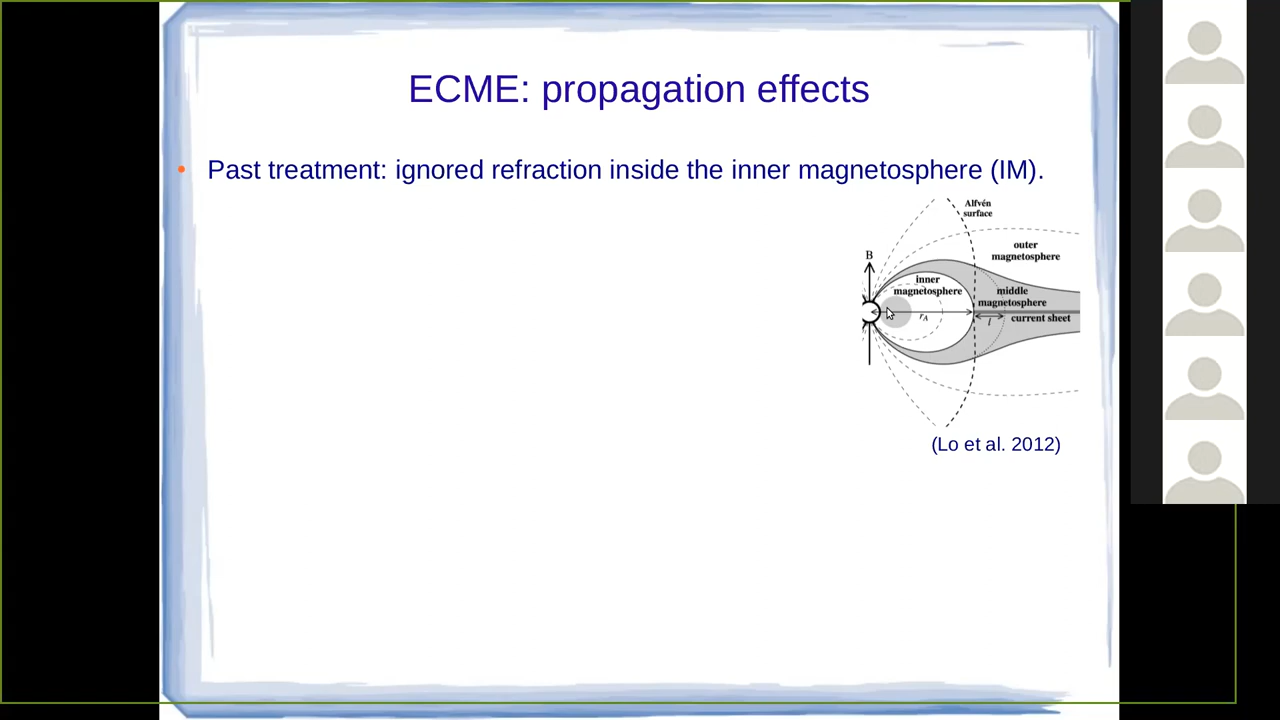 ECME: propagation effects
Past treatment: ignored refraction inside the inner magnetosphere (IM).
Alfvén
surface
outer
magnetosphere
B
inner
magnetosphere
middle
magnetosphere
rA
l
current sheet
(Lo et al. 2012)